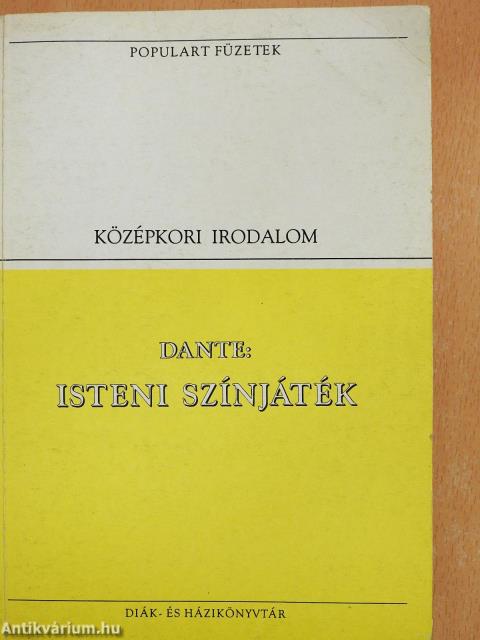 POPULART FÜZETEK
KÖZÉPKORI IRODALOM
DANTE:
ISTENI SZÍNJÁTÉK
DIÁK- ÉS HÁZIKÖNYVTÁR
Antikvárium.hu